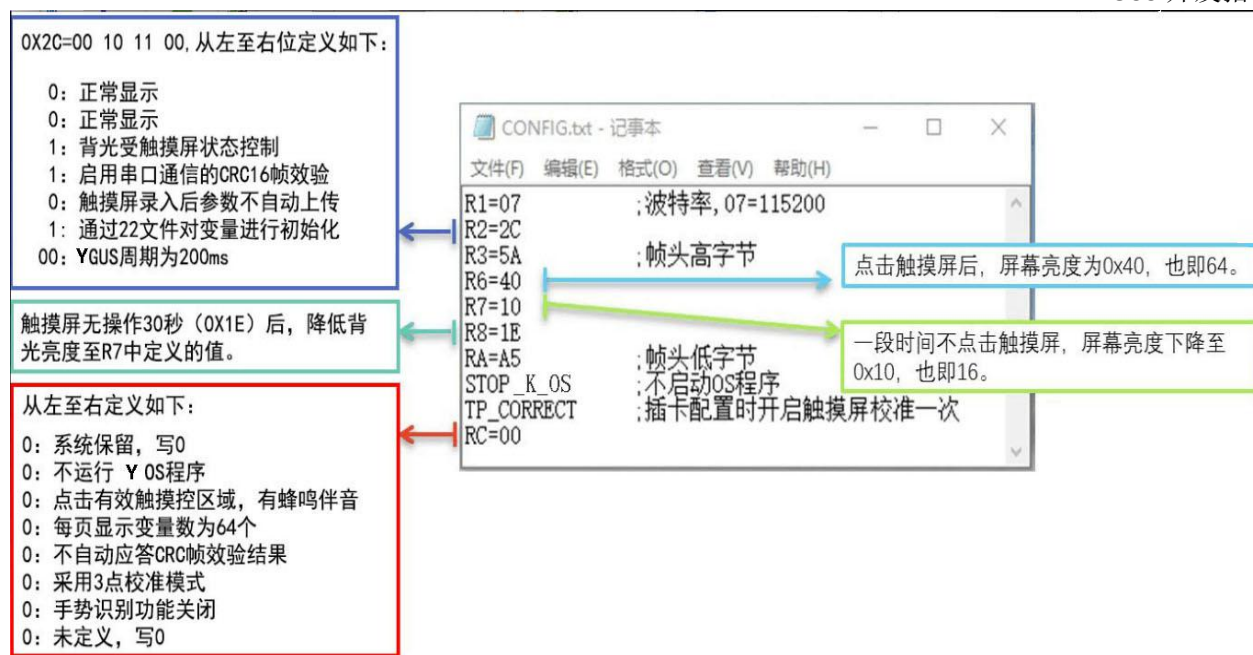 0X2C=00 10 11 00,从左至右位定义如下：
0：正常显示
0：正常显示
1：背光受触摸屏状态控制
1：启用串口通信的CRC16帧效验
0：触摸屏录入后参数不自动上传
1：通过22文件对变量进行初始化
00：YGUS周期为200ms
触摸屏无操作30秒（0X1E）后，降低背
光亮度至R7中定义的值。
从左至右定义如下：
0：系统保留，写0
0：不运行 Y OS程序
0：点击有效触摸控区域，有蜂鸣伴音
0：每页显示变量数为64个
0：不自动应答CRC帧效验结果
0：采用3点校准模式
0：手势识别功能关闭
0：未定义，写0
CONFIG.txt - 记事本
文件(F) 编辑(E) 格式(O) 查看(V) 帮助(H)
R1=07 ;波特率,07=115200
R2=2C
R3=5A ;帧头高字节
R6=40
R7=10
R8=1E
RA=A5 ;帧头低字节
STOP_K_OS ;不启动OS程序
TP_CORRECT ;插卡配置时开启触摸屏校准一次
RC=00
点击触摸屏后，屏幕亮度为0x40，也即64。
一段时间不点击触摸屏，屏幕亮度下降至
0x10，也即16。